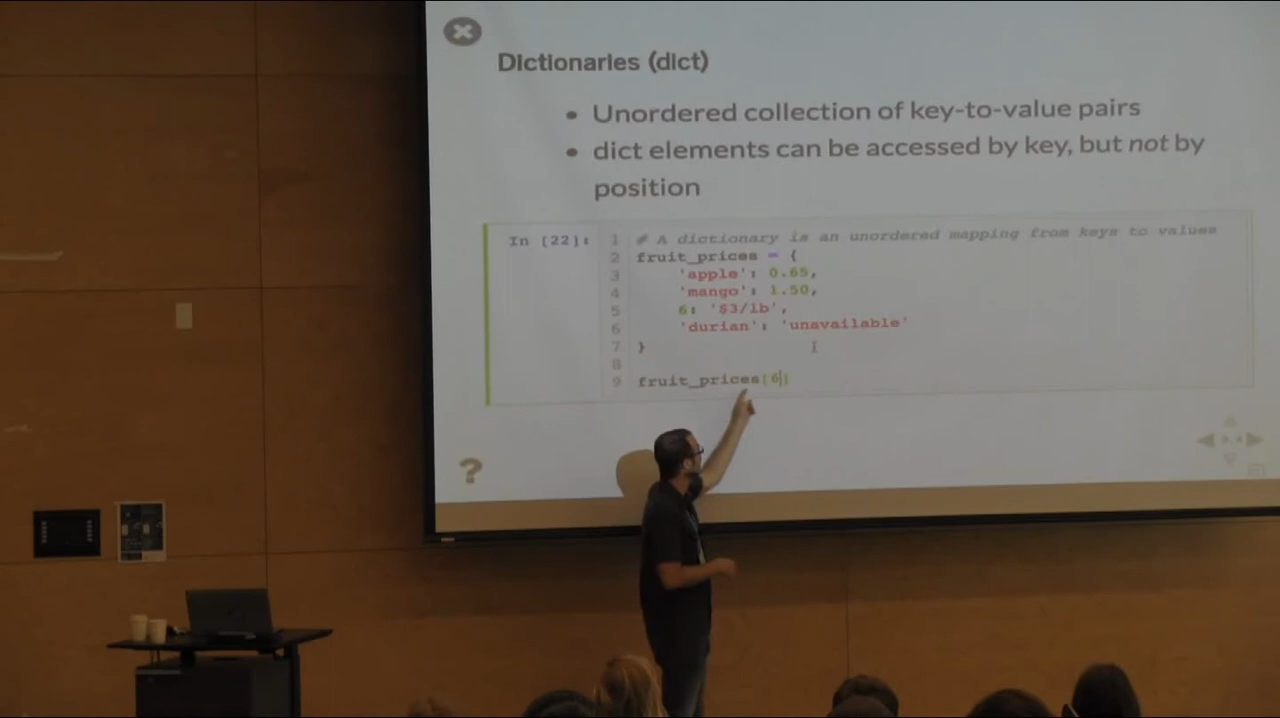 Dictionaries (dict)
• Unordered collection of key-to-value pairs
• dict elements can be accessed by key, but not by
position
In [22]:
1 # A dictionary is an unordered mapping from keys to values
2 fruit_prices = {
3 'apple': 0.65,
4 'mango': 1.50,
5 6: '$3/lb',
6 'durian': 'unavailable'
7 }
8
9 fruit_prices[6]
?